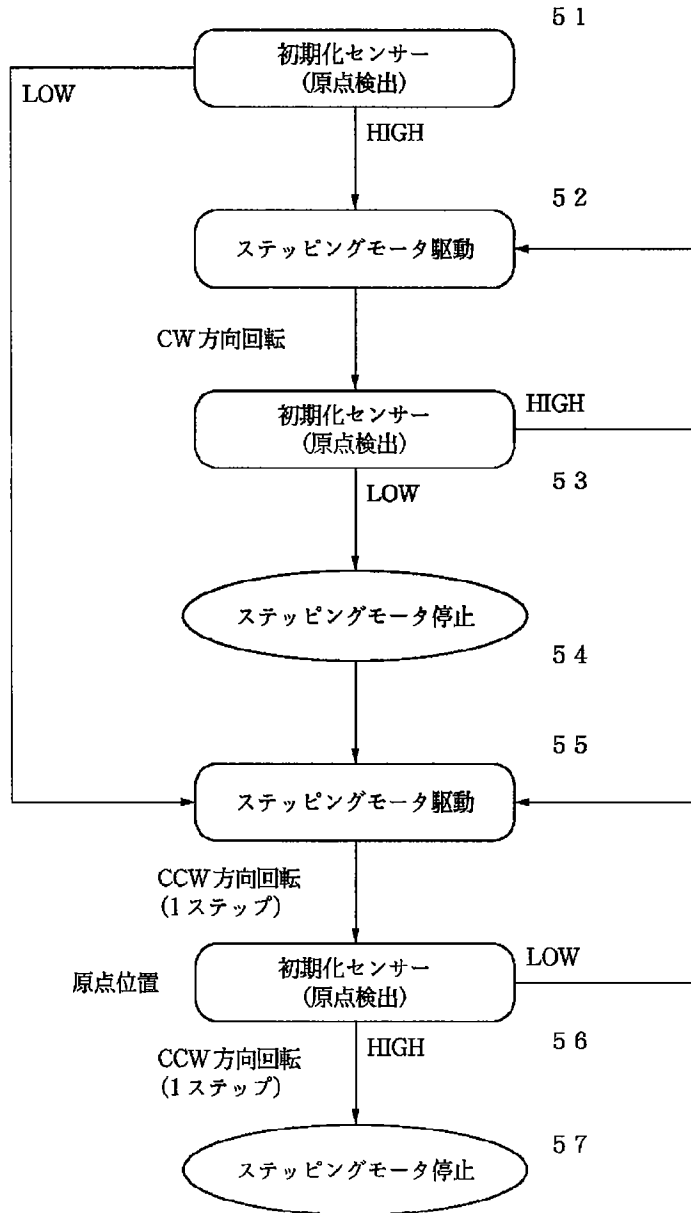 ５１
初期化センサー
(原点検出)
LOW
HIGH
５２
ステッピングモータ駆動
CW方向回転
初期化センサー
(原点検出)
HIGH
５３
LOW
ステッピングモータ停止
５４
５５
ステッピングモータ駆動
CCW方向回転
(1ステップ)
原点位置
初期化センサー
(原点検出)
LOW
５６
CCW方向回転
(1ステップ)
HIGH
５７
ステッピングモータ停止